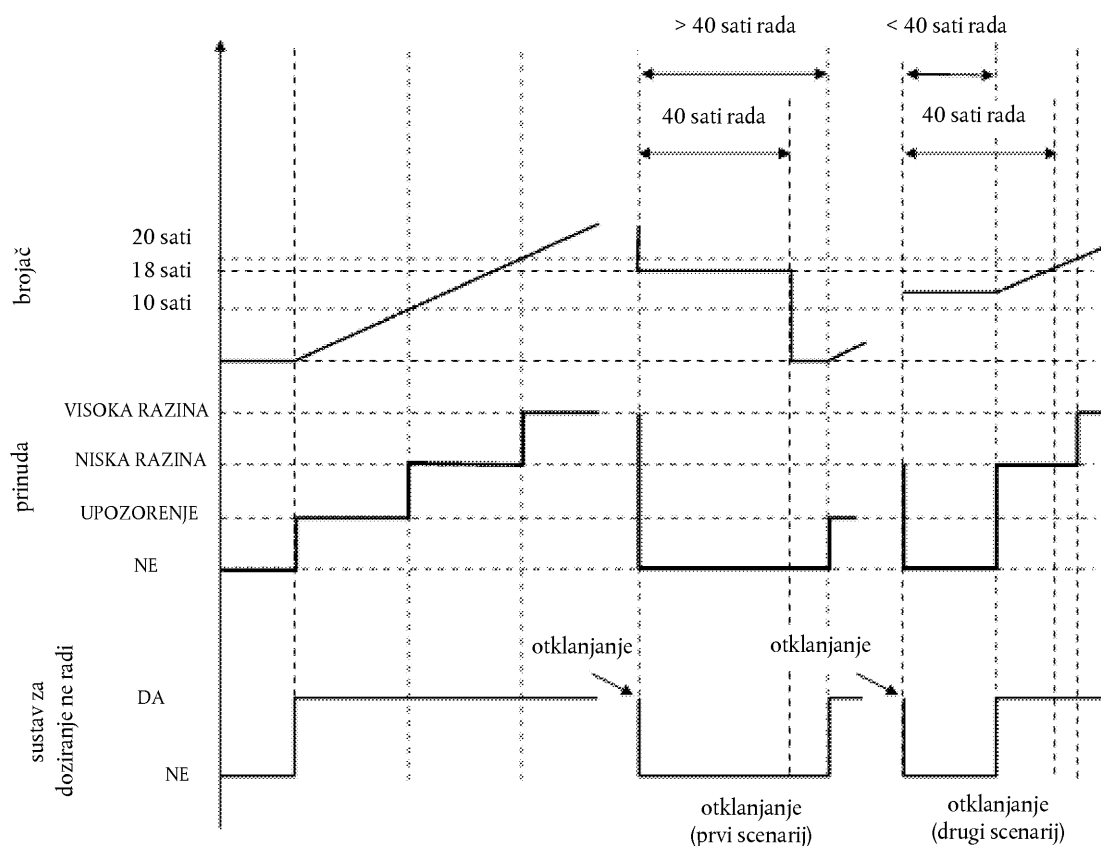 > 40 sati rada
< 40 sati rada
40 sati rada
40 sati rada
brojač
20 sati
18 sati
10 sati
prinuda
VISOKA RAZINA
NISKA RAZINA
UPOZORENJE
NE
sustav za
doziranje ne radi
DA
NE
otklanjanje
otklanjanje
otklanjanje
(prvi scenarij)
otklanjanje
(drugi scenarij)